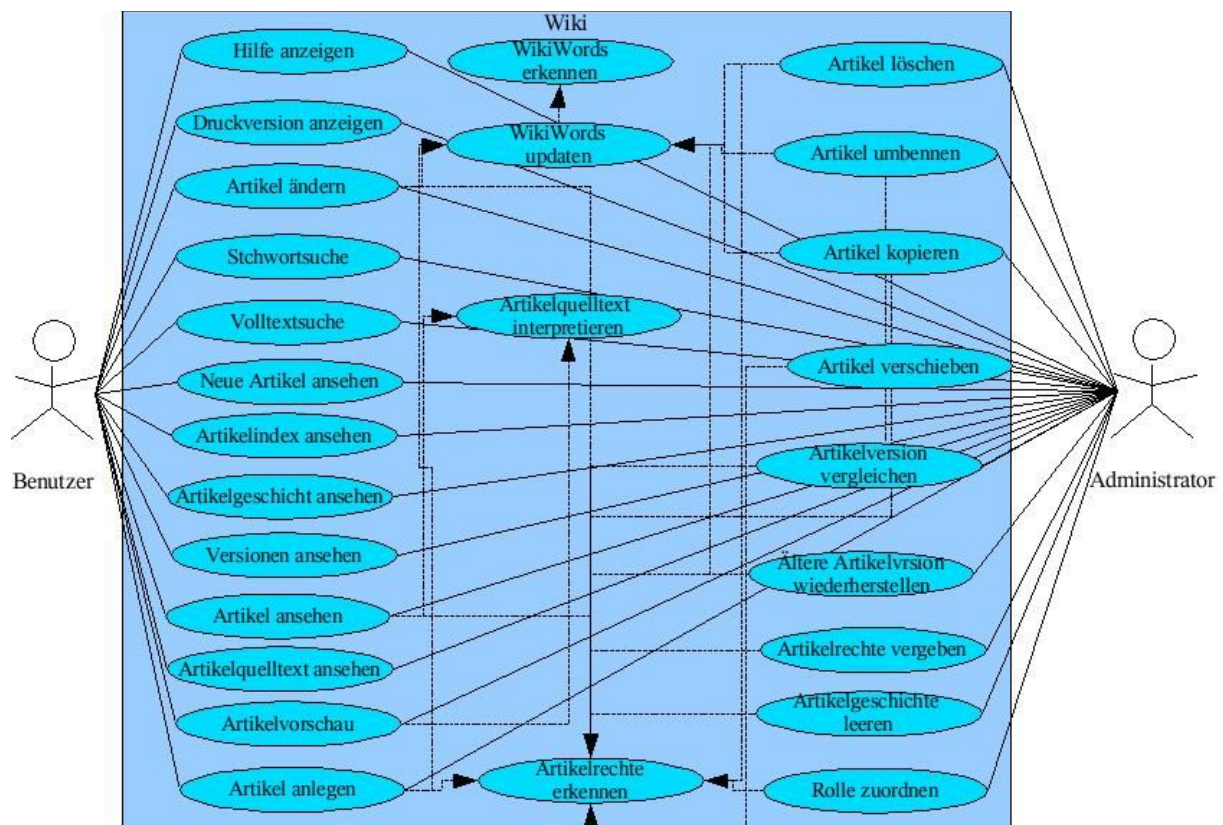 Wiki
Hilfe anzeigen
Druckversion anzeigen
Artikel ändern
Stchwortsuche
Volltextsuche
Neue Artikel ansehen
Artikelindex ansehen
Artikelgeschicht ansehen
Versionen ansehen
Artikel ansehen
Artikelquelltext ansehen
Artikelvorschau
Artikel anlegen
WikiWords
erkennen
WikiWords
updaten
Artikelquelltext
interpretieren
Artikelrechte
erkennen
Artikel löschen
Artikel umbennen
Artikel kopieren
Artikel verschieben
Artikelversion
vergleichen
Ältere Artikelvrsion
wiederherstellen
Artikelrechte vergeben
Artikelgeschichte
leeren
Rolle zuordnen
Benutzer
Administrator